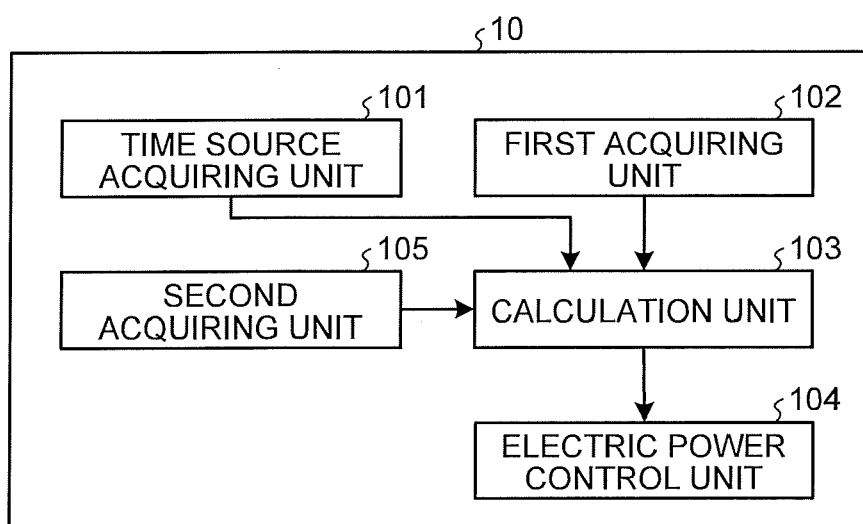 10
101
TIME SOURCE
ACQUIRING UNIT
102
FIRST ACQUIRING
UNIT
105
SECOND
ACQUIRING UNIT
103
CALCULATION UNIT
104
ELECTRIC POWER
CONTROL UNIT